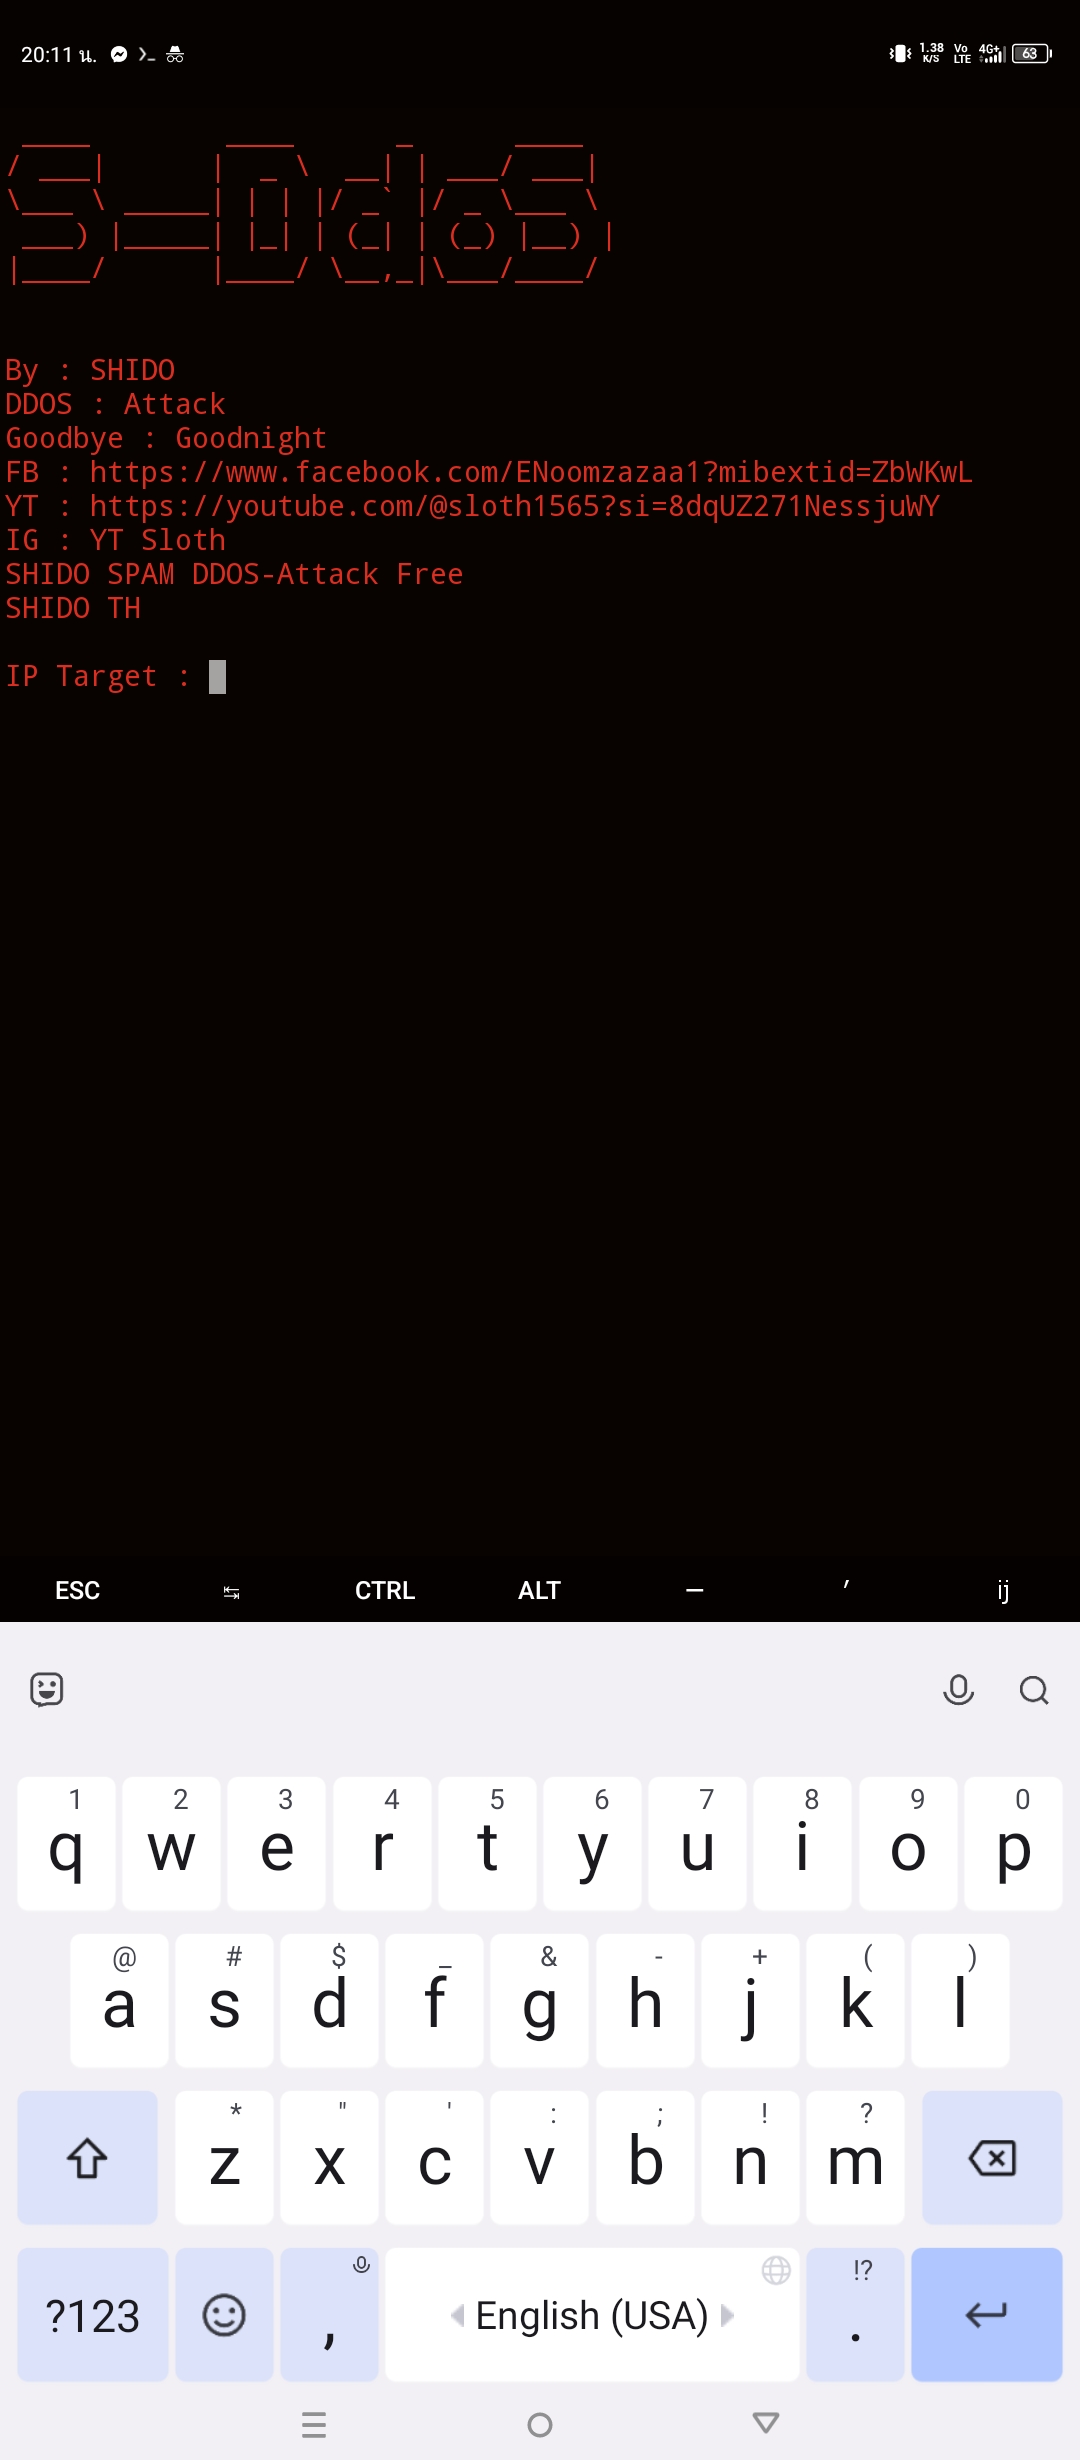 20:11 น.
1.38 K/S Vo LTE 4G+ 63
S-DdoS
By : SHIDO
DDOS : Attack
Goodbye : Goodnight
FB : https://www.facebook.com/ENoomzazaa1?mibextid=ZbWKwL
YT : https://youtube.com/@sloth1565?si=8dqUZ271NessjuWY
IG : YT Sloth
SHIDO SPAM DDOS-Attack Free
SHIDO TH
IP Target :
ESC ↹ CTRL ALT — ′ ij
1 2 3 4 5 6 7 8 9 0
q w e r t y u i o p
@ # $ _ & - + ( )
a s d f g h j k l
* " ' : ; ! ?
z x c v b n m
!?
?123 , English (USA) .